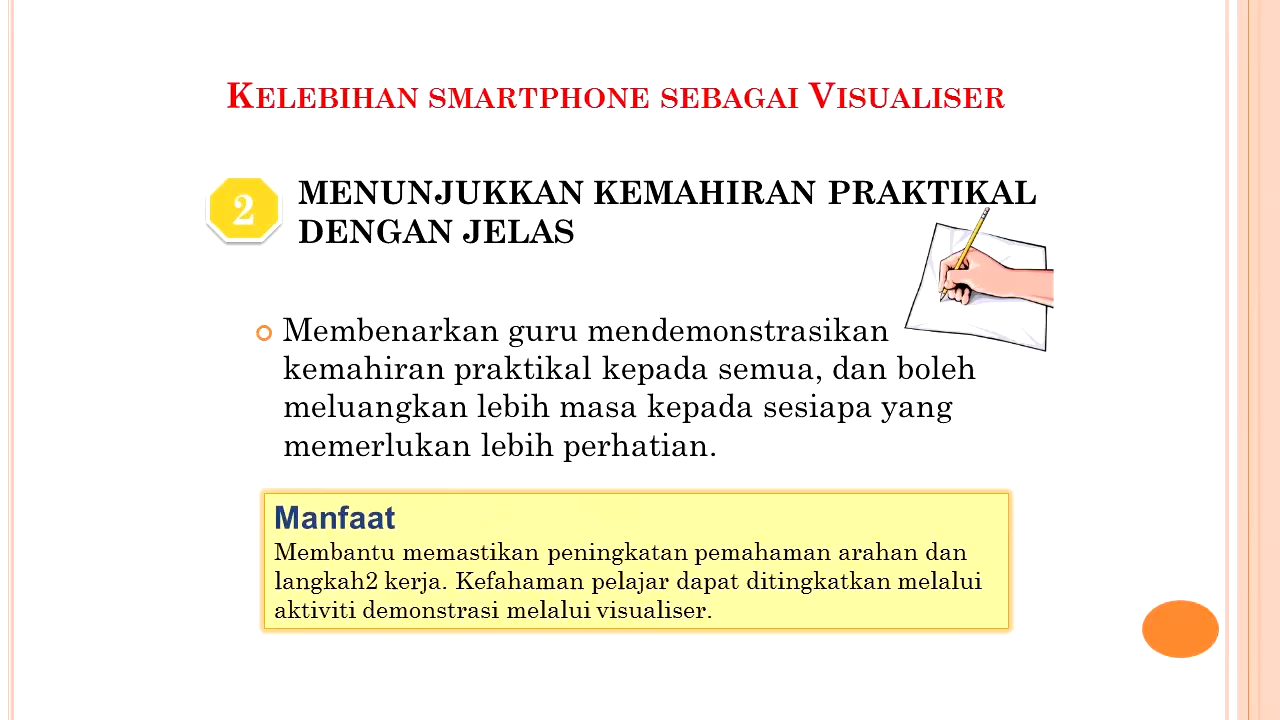 Kelebihan smartphone sebagai Visualiser
2
MENUNJUKKAN KEMAHIRAN PRAKTIKAL
DENGAN JELAS
Membenarkan guru mendemonstrasikan
kemahiran praktikal kepada semua, dan boleh
meluangkan lebih masa kepada sesiapa yang
memerlukan lebih perhatian.
Manfaat
Membantu memastikan peningkatan pemahaman arahan dan
langkah2 kerja. Kefahaman pelajar dapat ditingkatkan melalui
aktiviti demonstrasi melalui visualiser.